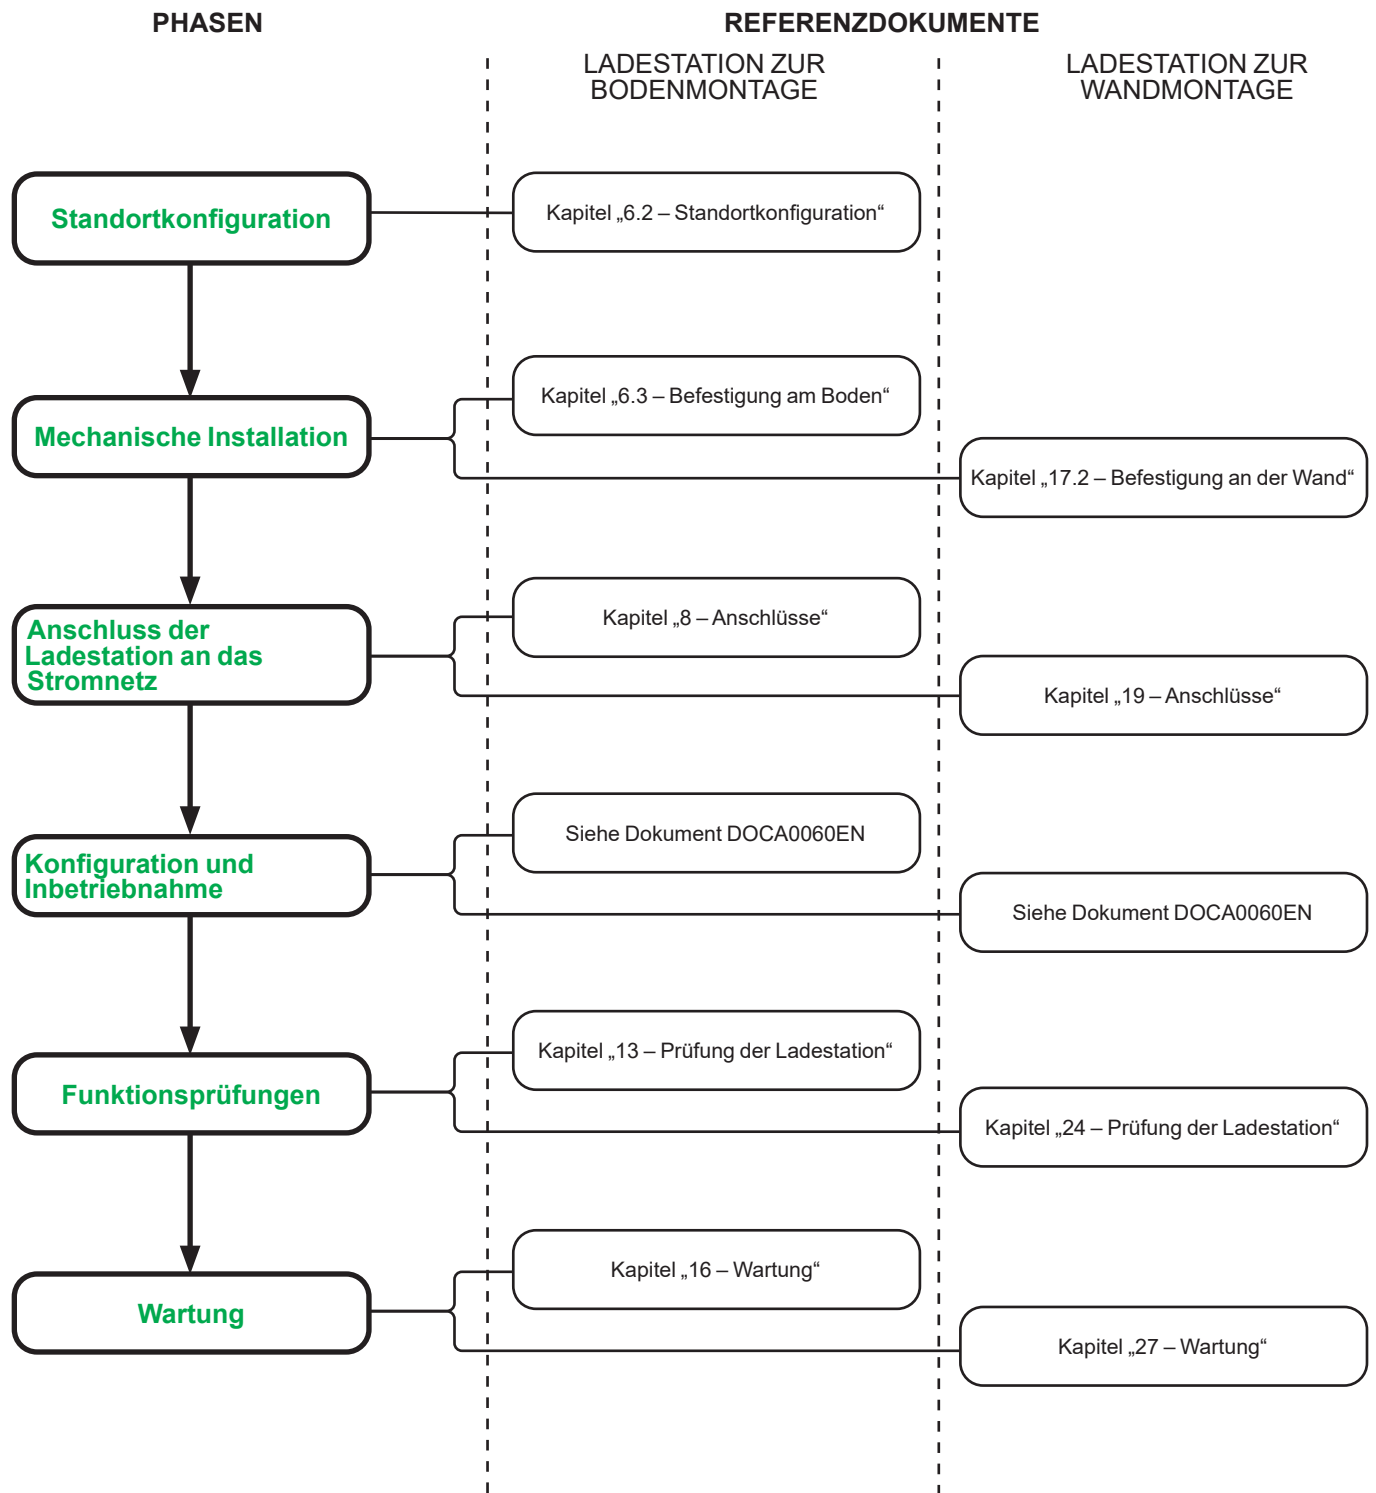 PHASEN
REFERENZDOKUMENTE
LADESTATION ZUR
BODENMONTAGE
LADESTATION ZUR
WANDMONTAGE
Standortkonfiguration
Kapitel „6.2 – Standortkonfiguration“
Mechanische Installation
Kapitel „6.3 – Befestigung am Boden“
Kapitel „17.2 – Befestigung an der Wand“
Anschluss der
Ladestation an das
Stromnetz
Kapitel „8 – Anschlüsse“
Kapitel „19 – Anschlüsse“
Konfiguration und
Inbetriebnahme
Siehe Dokument DOCA0060EN
Siehe Dokument DOCA0060EN
Funktionsprüfungen
Kapitel „13 – Prüfung der Ladestation“
Kapitel „24 – Prüfung der Ladestation“
Wartung
Kapitel „16 – Wartung“
Kapitel „27 – Wartung“